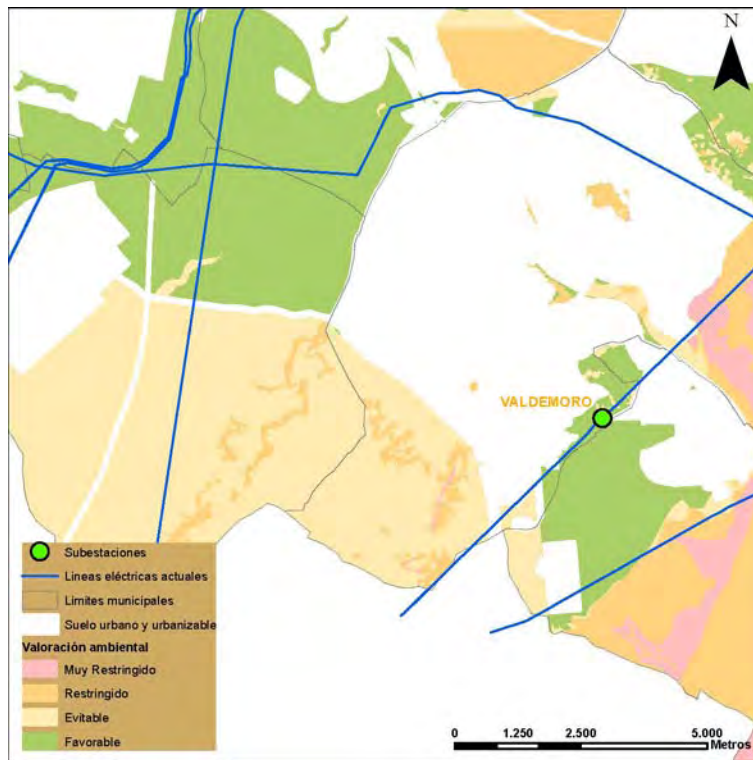 N
VALDEMORO
Subestaciones
Lineas eléctricas actuales
Limites municipales
Suelo urbano y urbanizable
Valoración ambiental
Muy Restringido
Restringido
Evitable
Favorable
0 1.250 2.500 5.000
Metros